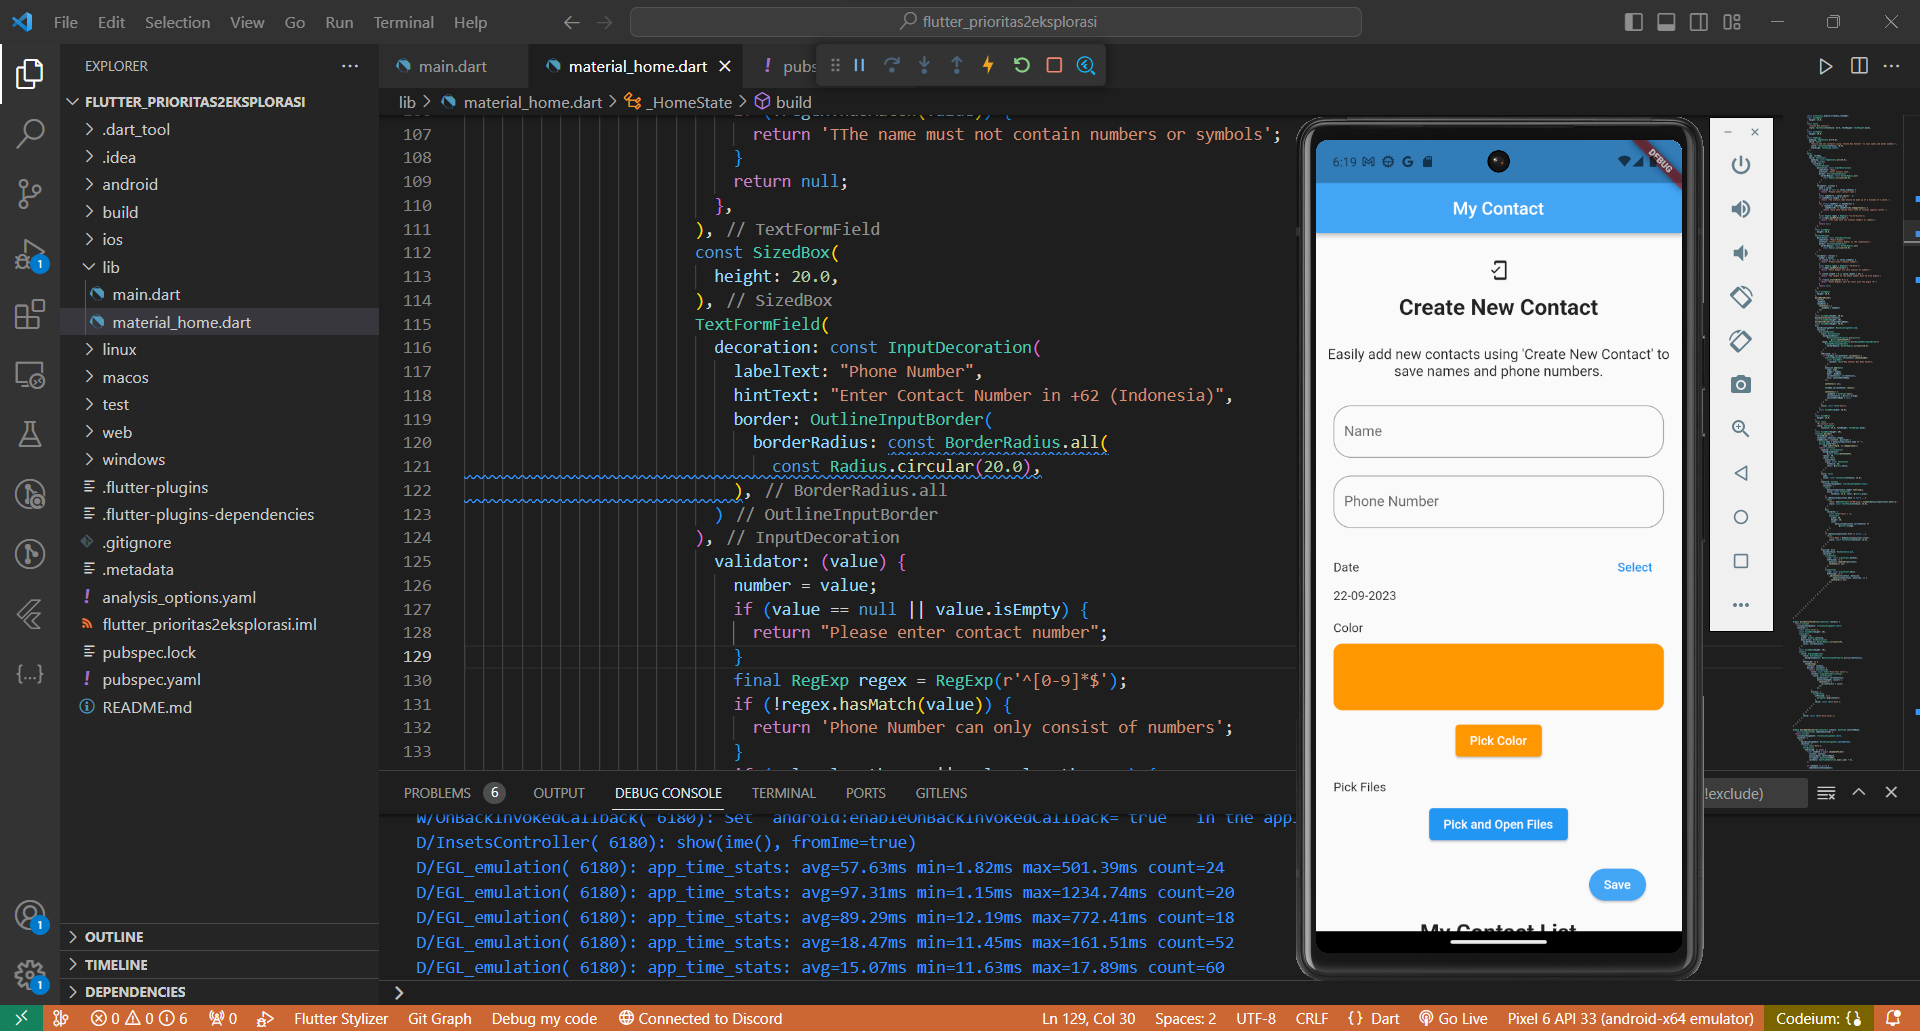 File Edit Selection View Go Run Terminal Help
flutter_prioritas2eksplorasi
EXPLORER
main.dart
material_home.dart
! pubs
FLUTTER_PRIORITAS2EKSPLORASI
lib > material_home.dart > _HomeState > build
.dart_tool
.idea
android
build
ios
lib
main.dart
material_home.dart
linux
macos
test
web
windows
.flutter-plugins
.flutter-plugins-dependencies
.gitignore
.metadata
! analysis_options.yaml
flutter_prioritas2eksplorasi.iml
pubspec.lock
! pubspec.yaml
README.md
OUTLINE
TIMELINE
DEPENDENCIES
107 return 'TThe name must not contain numbers or symbols';
108 }
109 return null;
110 },
111 ), // TextFormField
112 const SizedBox(
113 height: 20.0,
114 ), // SizedBox
115 TextFormField(
116 decoration: const InputDecoration(
117 labelText: "Phone Number",
118 hintText: "Enter Contact Number in +62 (Indonesia)",
119 border: OutlineInputBorder(
120 borderRadius: const BorderRadius.all(
121 const Radius.circular(20.0),
122 ), // BorderRadius.all
123 ) // OutlineInputBorder
124 ), // InputDecoration
125 validator: (value) {
126 number = value;
127 if (value == null || value.isEmpty) {
128 return "Please enter contact number";
129 }
130 final RegExp regex = RegExp(r'^[0-9]*$');
131 if (!regex.hasMatch(value)) {
132 return 'Phone Number can only consist of numbers';
133 }
PROBLEMS 6 OUTPUT DEBUG CONSOLE TERMINAL PORTS GITLENS
!exclude)
W/OnBackInvokedCallback( 6180): Set 'android:enableOnBackInvokedCallback="true"' in the app
D/InsetsController( 6180): show(ime(), fromIme=true)
D/EGL_emulation( 6180): app_time_stats: avg=57.63ms min=1.82ms max=501.39ms count=24
D/EGL_emulation( 6180): app_time_stats: avg=97.31ms min=1.15ms max=1234.74ms count=20
D/EGL_emulation( 6180): app_time_stats: avg=89.29ms min=12.19ms max=772.41ms count=18
D/EGL_emulation( 6180): app_time_stats: avg=18.47ms min=11.45ms max=161.51ms count=52
D/EGL_emulation( 6180): app_time_stats: avg=15.07ms min=11.63ms max=17.89ms count=60
6:19
DEBUG
My Contact
Create New Contact
Easily add new contacts using 'Create New Contact' to
save names and phone numbers.
Name
Phone Number
Date Select
22-09-2023
Color
Pick Color
Pick Files
Pick and Open Files
Save
My Contact List
1
1
1
0 0 6 0 Flutter Stylizer Git Graph Debug my code Connected to Discord Ln 129, Col 30 Spaces: 2 UTF-8 CRLF {} Dart Go Live Pixel 6 API 33 (android-x64 emulator) Codeium: {}